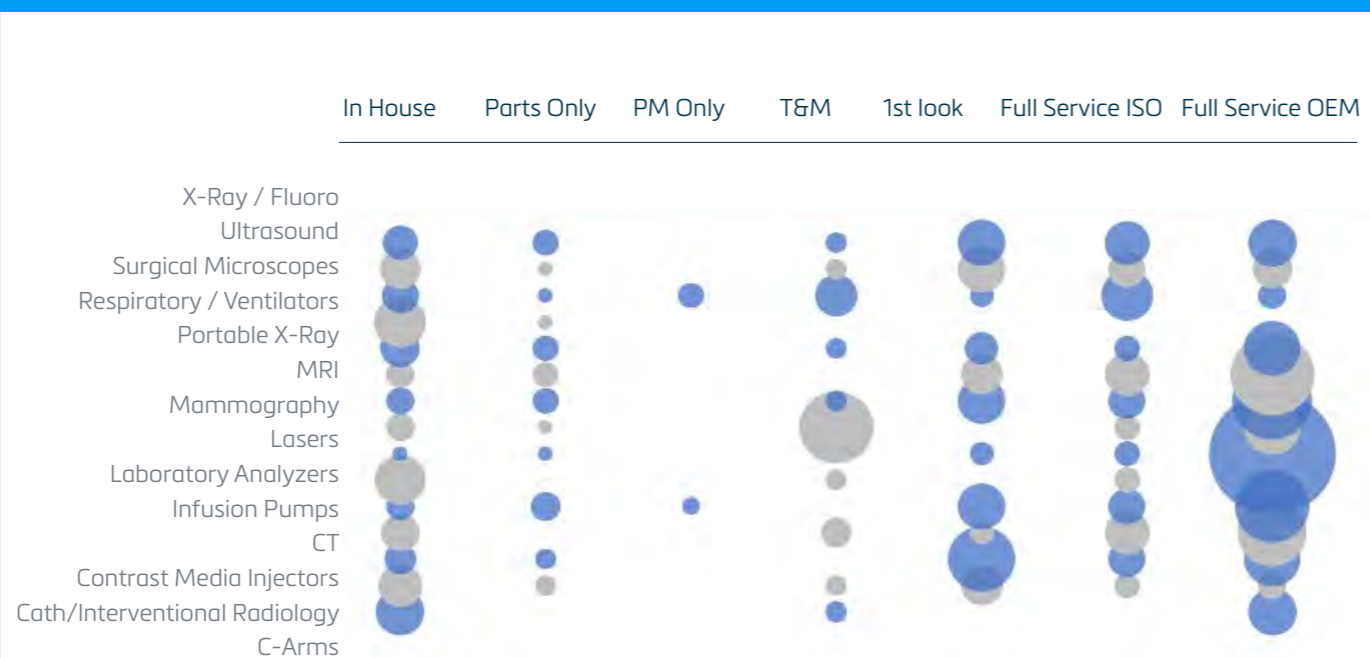 In House Parts Only PM Only T&M 1st look Full Service ISO Full Service OEM
X-Ray / Fluoro
Ultrasound
Surgical Microscopes
Respiratory / Ventilators
Portable X-Ray
MRI
Mammography
Lasers
Laboratory Analyzers
Infusion Pumps
CT
Contrast Media Injectors
Cath/Interventional Radiology
C-Arms